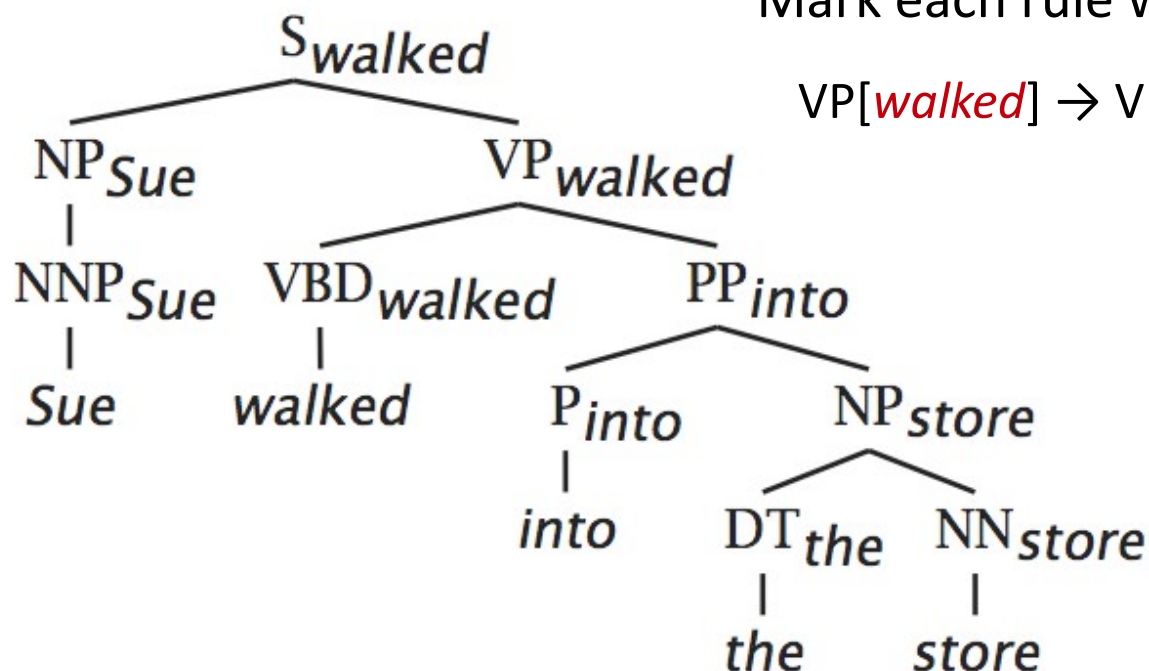 Mark each rule w
S walked
VP[walked] → V
NP Sue VP walked
NNP Sue VBD walked PP into
Sue walked P into NP store
into DT the NN store
the store